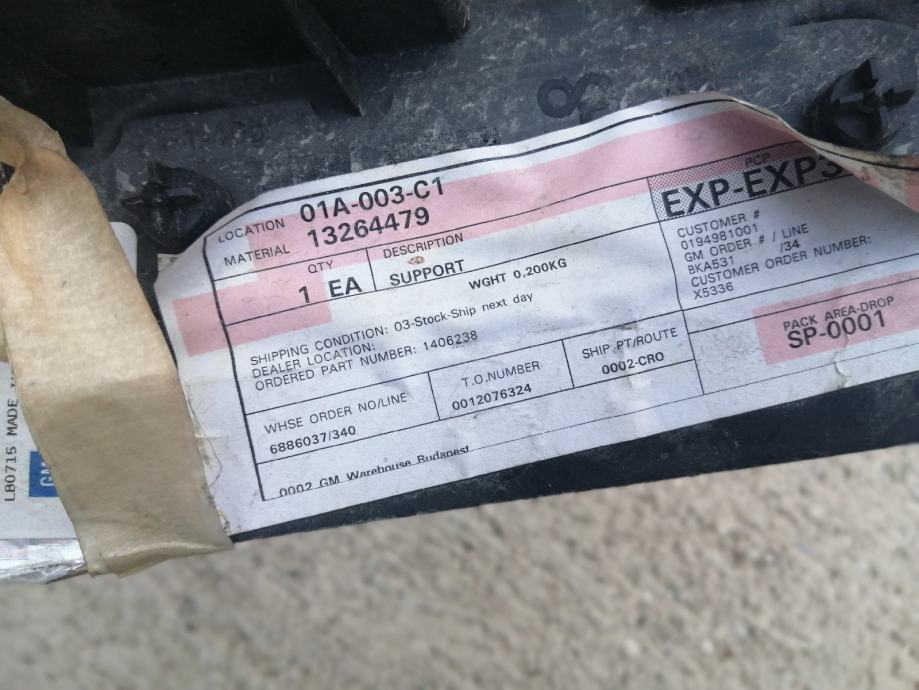 8
LOCATION 01A-003-C1
MATERIAL 13264479
PCP
EXP-EXP3
QTY
1 EA
DESCRIPTION
SUPPORT
WGHT 0.200KG
CUSTOMER #
0194981001
GM ORDER # / LINE
BKA531 /34
CUSTOMER ORDER NUMBER:
X5336
SHIPPING CONDITION: 03-Stock-Ship next day
DEALER LOCATION:
ORDERED PART NUMBER: 1406238
PACK AREA-DROP
SP-0001
WHSE ORDER NO/LINE
6886037/340
T.O.NUMBER
0012076324
SHIP.PT/ROUTE
0002-CRO
0002 GM Warehouse Budapest
LB0715 MADE
GM